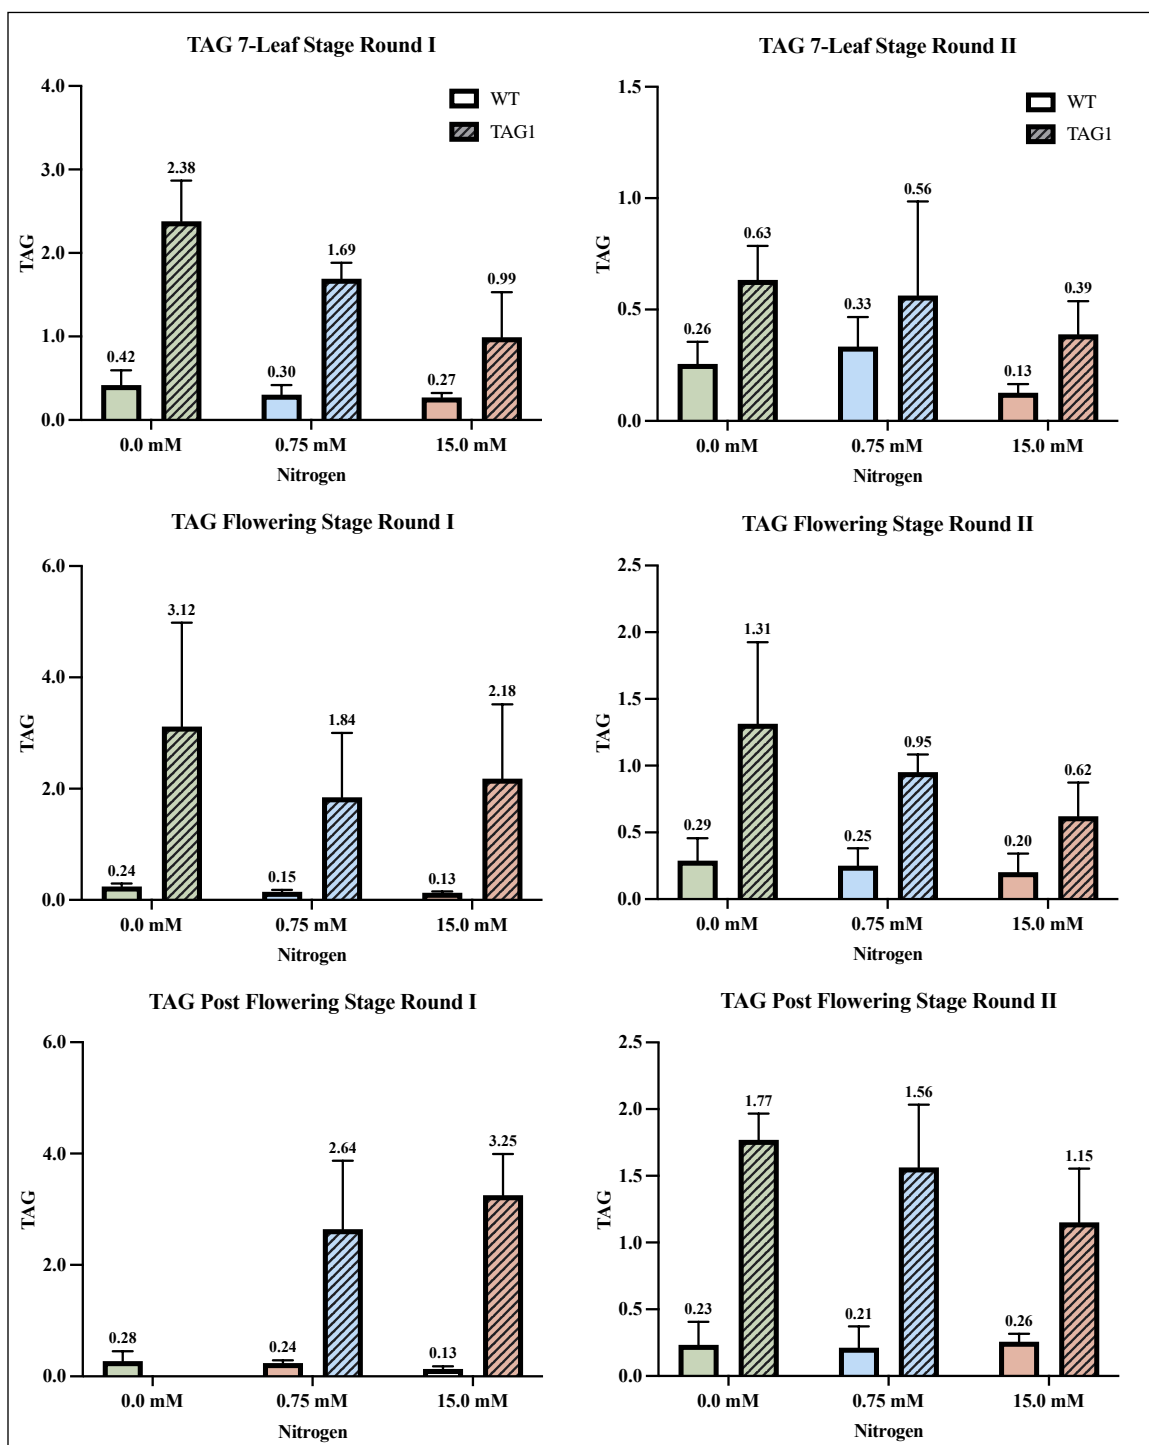 TAG 7-Leaf Stage Round I
4.0
3.0
2.0
1.0
0.0
TAG
WT
TAG1
0.42
2.38
0.30
1.69
0.27
0.99
0.0 mM
0.75 mM
15.0 mM
Nitrogen
TAG 7-Leaf Stage Round II
1.5
1.0
0.5
0.0
TAG
WT
TAG1
0.26
0.63
0.33
0.56
0.13
0.39
0.0 mM
0.75 mM
15.0 mM
Nitrogen
TAG Flowering Stage Round I
6.0
4.0
2.0
0.0
TAG
0.24
3.12
0.15
1.84
0.13
2.18
0.0 mM
0.75 mM
15.0 mM
Nitrogen
TAG Flowering Stage Round II
2.5
2.0
1.5
1.0
0.5
0.0
TAG
0.29
1.31
0.25
0.95
0.20
0.62
0.0 mM
0.75 mM
15.0 mM
Nitrogen
TAG Post Flowering Stage Round I
6.0
4.0
2.0
0.0
TAG
0.28
0.24
2.64
0.13
3.25
0.0 mM
0.75 mM
15.0 mM
Nitrogen
TAG Post Flowering Stage Round II
2.5
2.0
1.5
1.0
0.5
0.0
TAG
0.23
1.77
0.21
1.56
0.26
1.15
0.0 mM
0.75 mM
15.0 mM
Nitrogen